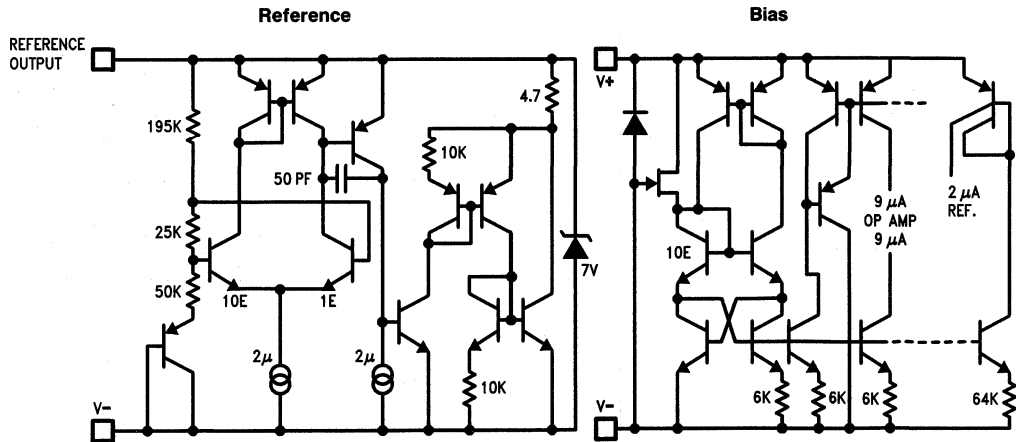 Reference
Bias
REFERENCE
OUTPUT
V+
4.7
195K
10K
50 PF
9 μA
OP AMP
9 μA
2 μA
REF.
25K
10E
7V
50K
10E
1E
2μ
2μ
10K
6K
6K
6K
64K
V-
V-